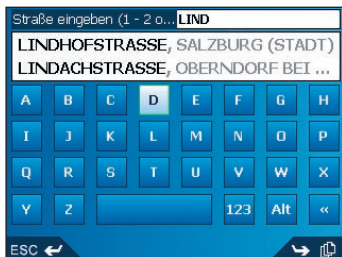 Straße eingeben (1 - 2 o... LIND
LINDHOFSTRASSE, SALZBURG (STADT)
LINDACHSTRASSE, OBERNDORF BEI ...
A B C D E F G H
I J K L M N O P
Q R S T U V W X
Y Z 123 Alt «
ESC